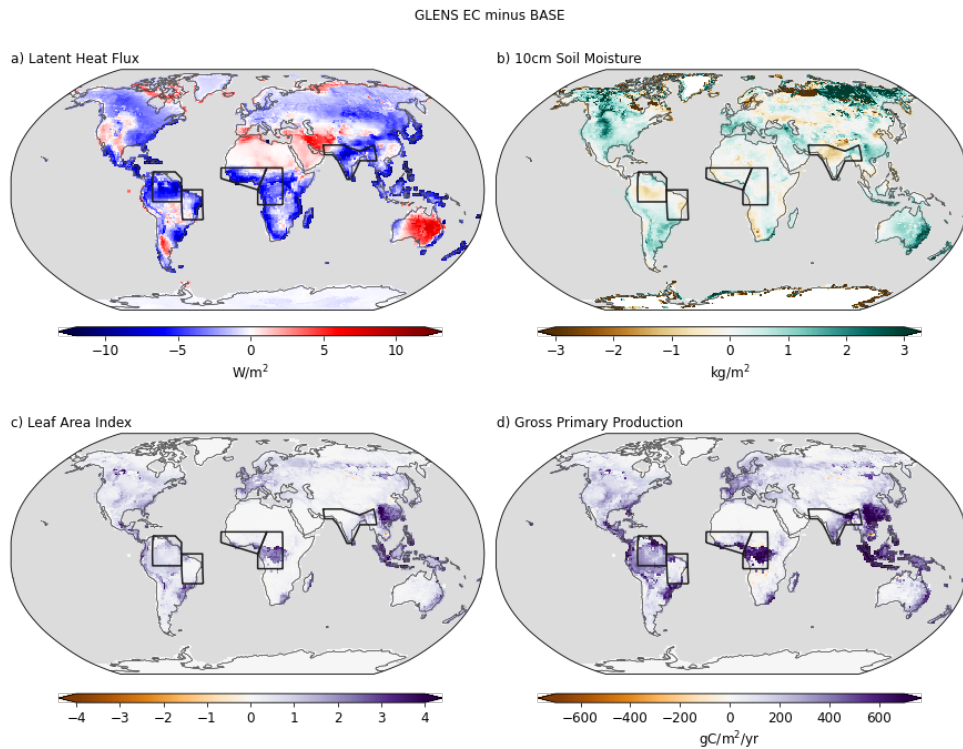 GLENS EC minus BASE
a) Latent Heat Flux
b) 10cm Soil Moisture
−10 −5 0 5 10
W/m²
−3 −2 −1 0 1 2 3
kg/m²
c) Leaf Area Index
d) Gross Primary Production
−4 −3 −2 −1 0 1 2 3 4
−600 −400 −200 0 200 400 600
gC/m²/yr